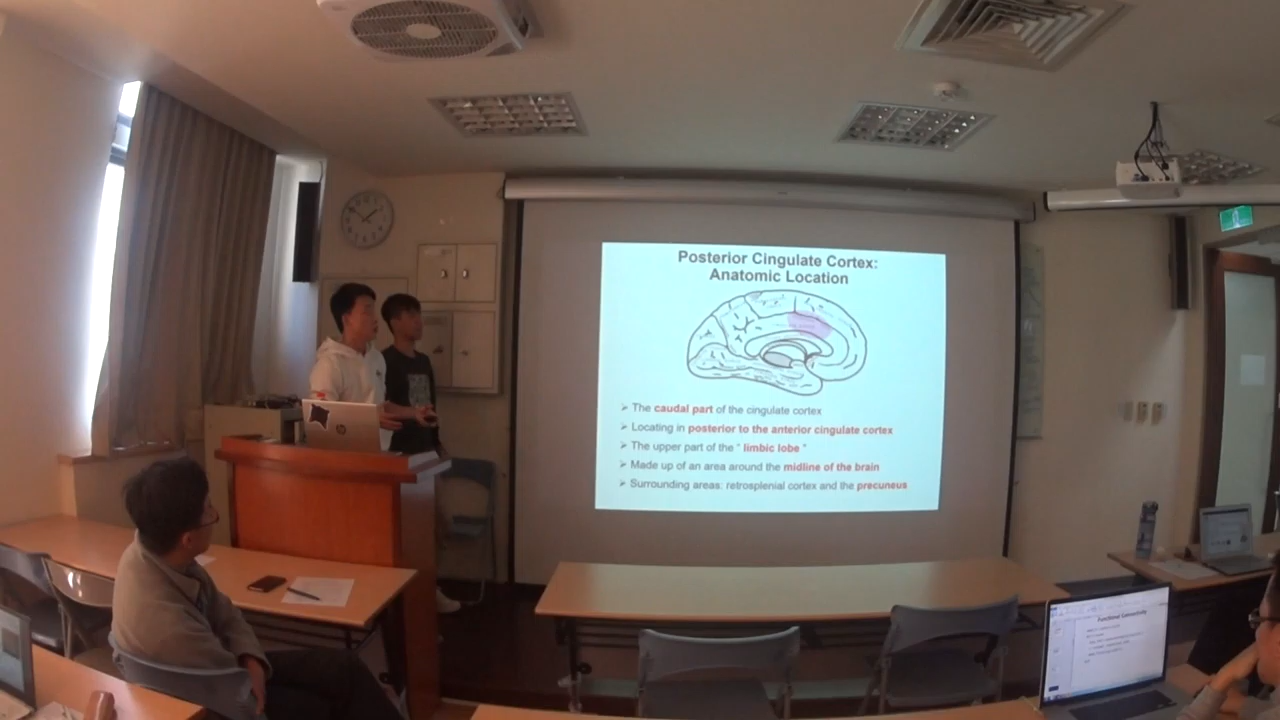 Posterior Cingulate Cortex:
Anatomic Location
➢ The caudal part of the cingulate cortex
➢ Locating in posterior to the anterior cingulate cortex
➢ The upper part of the " limbic lobe "
➢ Made up of an area around the midline of the brain
➢ Surrounding areas: retrosplenial cortex and the precuneus
hp
Functional Connectivity